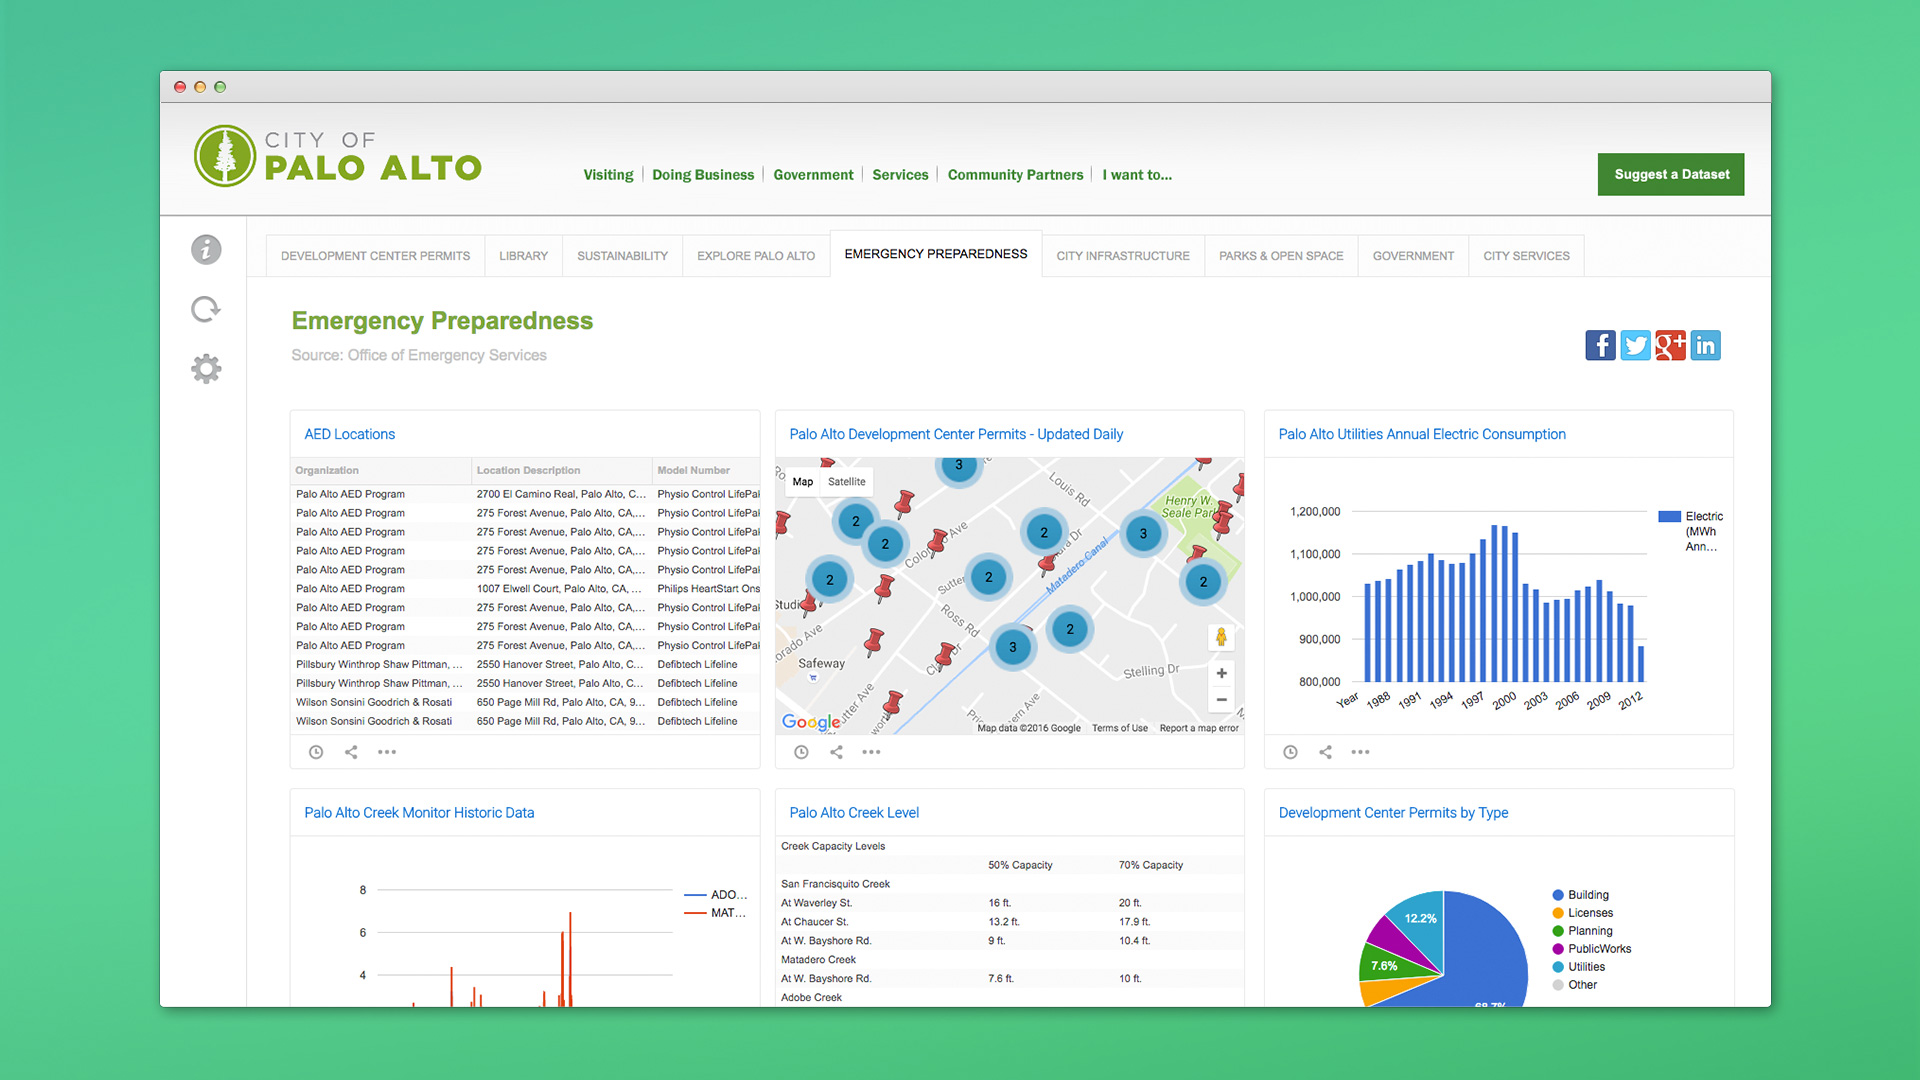 CITY OF
PALO ALTO
Visiting
Doing Business
Government
Services
Community Partners
I want to...
Suggest a Dataset
DEVELOPMENT CENTER PERMITS
LIBRARY
SUSTAINABILITY
EXPLORE PALO ALTO
EMERGENCY PREPAREDNESS
CITY INFRASTRUCTURE
PARKS & OPEN SPACE
GOVERNMENT
CITY SERVICES
Emergency Preparedness
Source: Office of Emergency Services
AED Locations
Organization Location Description Model Number
Palo Alto AED Program 2700 El Camino Real, Palo Alto, C... Physio Control LifePak
Palo Alto AED Program 275 Forest Avenue, Palo Alto, CA,... Physio Control LifePak
Palo Alto AED Program 275 Forest Avenue, Palo Alto, CA,... Physio Control LifePak
Palo Alto AED Program 275 Forest Avenue, Palo Alto, CA,... Physio Control LifePak
Palo Alto AED Program 275 Forest Avenue, Palo Alto, CA,... Physio Control LifePak
Palo Alto AED Program 1007 Elwell Court, Palo Alto, CA, ... Philips HeartStart Ons
Palo Alto AED Program 275 Forest Avenue, Palo Alto, CA,... Physio Control LifePak
Palo Alto AED Program 275 Forest Avenue, Palo Alto, CA,... Physio Control LifePak
Palo Alto AED Program 275 Forest Avenue, Palo Alto, CA,... Physio Control LifePak
Pillsbury Winthrop Shaw Pittman, ... 2550 Hanover Street, Palo Alto, C... Defibtech Lifeline
Pillsbury Winthrop Shaw Pittman, ... 2550 Hanover Street, Palo Alto, C... Defibtech Lifeline
Wilson Sonsini Goodrich & Rosati 650 Page Mill Rd, Palo Alto, CA, 9... Defibtech Lifeline
Wilson Sonsini Goodrich & Rosati 650 Page Mill Rd, Palo Alto, CA, 9... Defibtech Lifeline
Palo Alto Development Center Permits - Updated Daily
Map
Satellite
3
Louis Rd
Henry W.
Seale Park
2
2
2
3
2
2
2
2
3
Matadero Canal
Ross Rd
Safeway
Stelling Dr
Google
Map data ©2016 Google
Terms of Use
Report a map error
Palo Alto Utilities Annual Electric Consumption
1,200,000
1,100,000
1,000,000
900,000
800,000
Year 1988 1991 1994 1997 2000 2003 2006 2009 2012
Electric
(MWh
Ann...
Palo Alto Creek Monitor Historic Data
8
6
4
ADO...
MAT...
Palo Alto Creek Level
Creek Capacity Levels
50% Capacity 70% Capacity
San Francisquito Creek
At Waverley St. 16 ft. 20 ft.
At Chaucer St. 13.2 ft. 17.9 ft.
At W. Bayshore Rd. 9 ft. 10.4 ft.
Matadero Creek
At W. Bayshore Rd. 7.6 ft. 10 ft.
Adobe Creek
Development Center Permits by Type
12.2%
7.6%
68.7%
Building
Licenses
Planning
PublicWorks
Utilities
Other